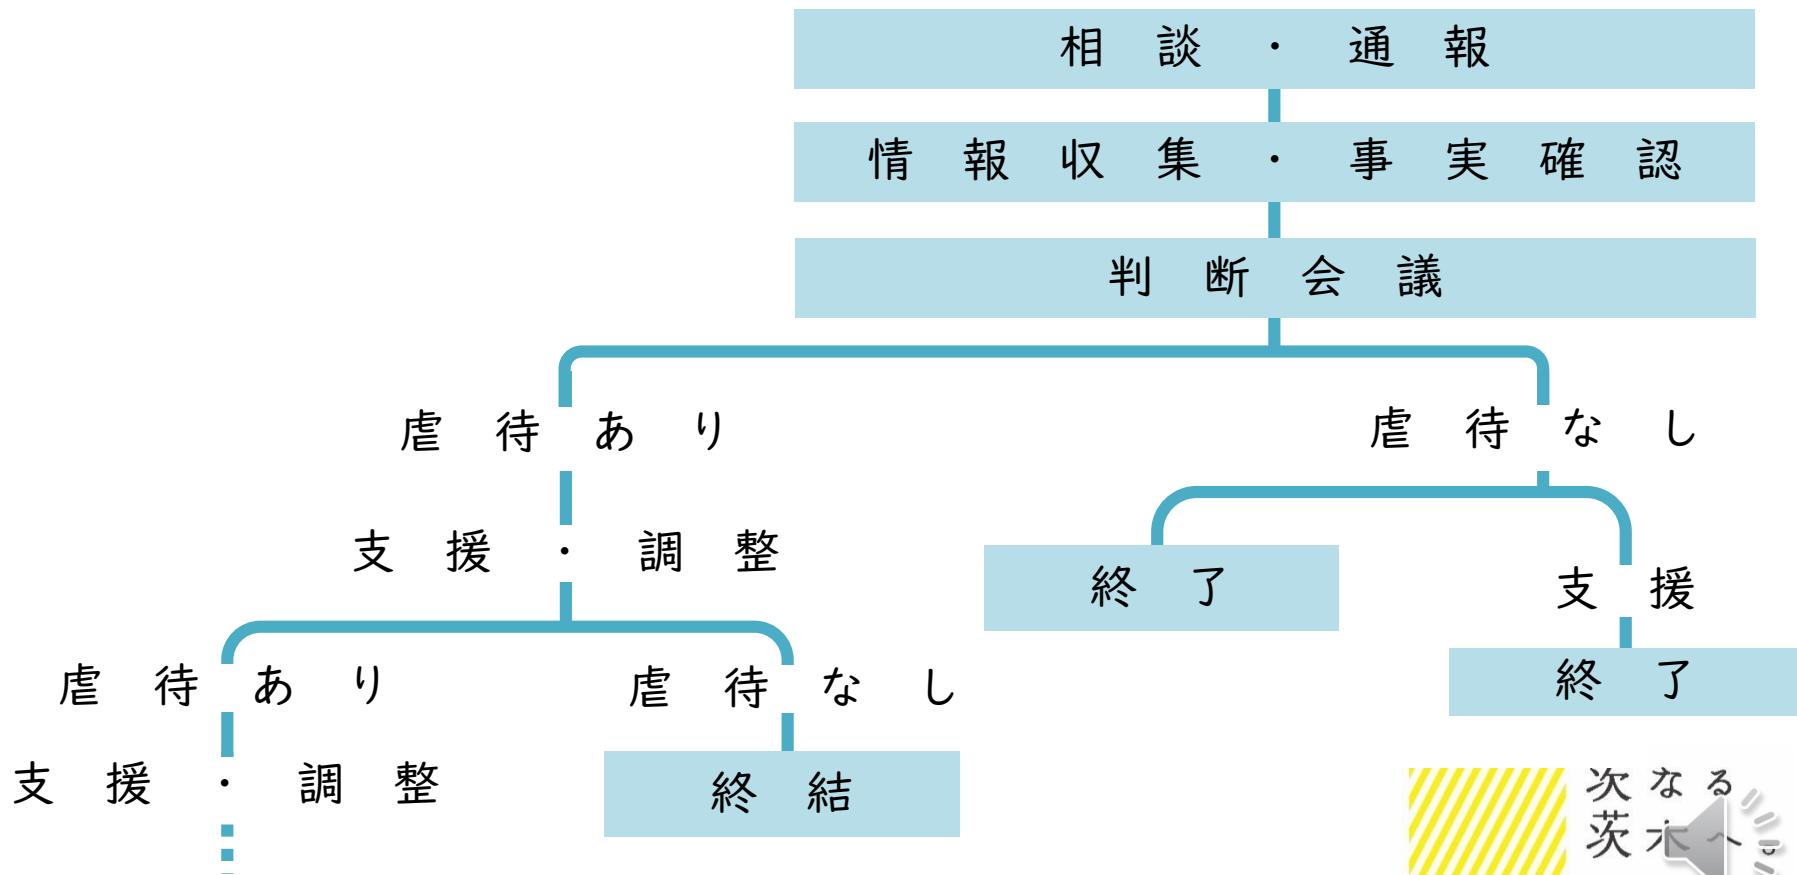 相談・通報
情報収集・事実確認
判断会議
虐待あり
虐待なし
支援・調整
終了
支援
終了
虐待あり
虐待なし
支援・調整
終結
次なる
茨木へ。